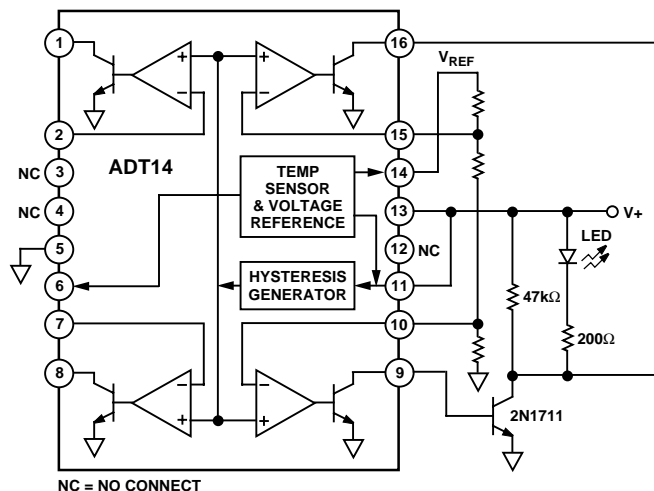 1
16
V REF
+
+
−
−
2
15
ADT14
NC
3
TEMP
SENSOR
& VOLTAGE
REFERENCE
14
NC
4
13
V+
5
12
NC
LED
6
HYSTERESIS
GENERATOR
11
47kΩ
7
10
200Ω
8
9
−
−
+
+
2N1711
NC = NO CONNECT